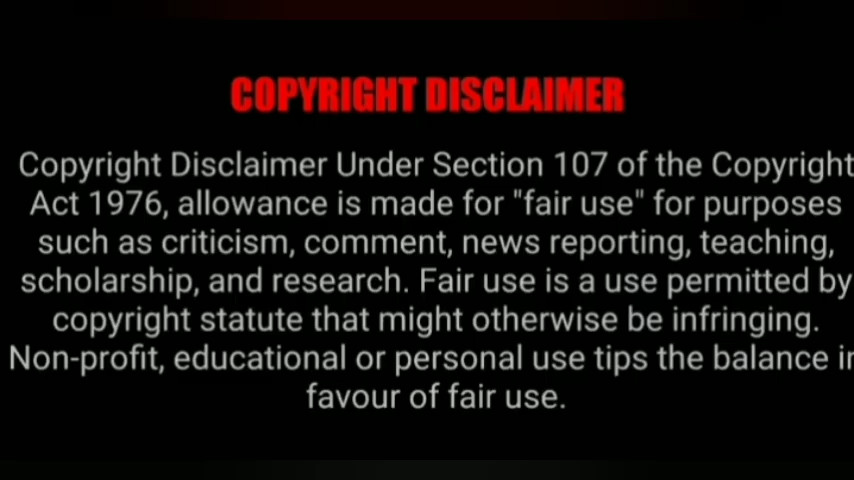 COPYRIGHT DISCLAIMER
Copyright Disclaimer Under Section 107 of the Copyright
Act 1976, allowance is made for "fair use" for purposes
such as criticism, comment, news reporting, teaching,
scholarship, and research. Fair use is a use permitted by
copyright statute that might otherwise be infringing.
Non-profit, educational or personal use tips the balance in
favour of fair use.